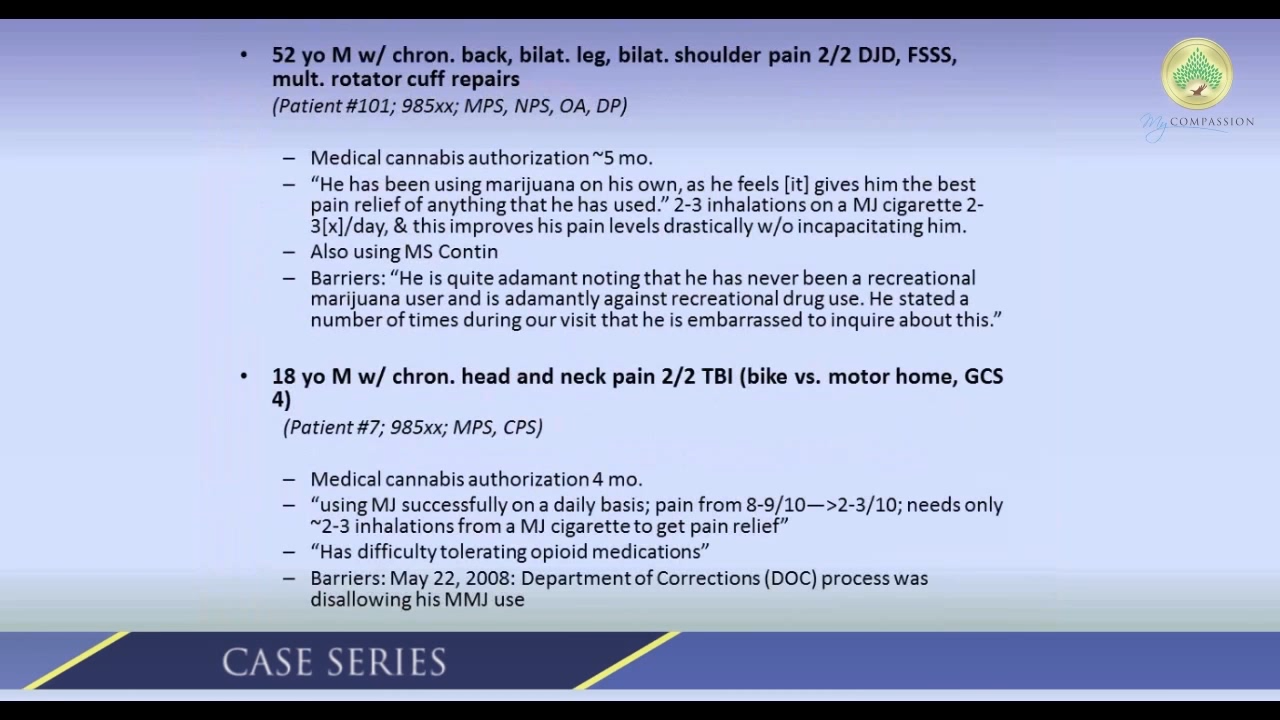 • 52 yo M w/ chron. back, bilat. leg, bilat. shoulder pain 2/2 DJD, FSSS,
mult. rotator cuff repairs
(Patient #101; 985xx; MPS, NPS, OA, DP)
My COMPASSION
– Medical cannabis authorization ~5 mo.
– “He has been using marijuana on his own, as he feels [it] gives him the best
pain relief of anything that he has used.” 2-3 inhalations on a MJ cigarette 2-
3[x]/day, & this improves his pain levels drastically w/o incapacitating him.
– Also using MS Contin
– Barriers: “He is quite adamant noting that he has never been a recreational
marijuana user and is adamantly against recreational drug use. He stated a
number of times during our visit that he is embarrassed to inquire about this.”
• 18 yo M w/ chron. head and neck pain 2/2 TBI (bike vs. motor home, GCS
4)
(Patient #7; 985xx; MPS, CPS)
– Medical cannabis authorization 4 mo.
– “using MJ successfully on a daily basis; pain from 8-9/10—>2-3/10; needs only
~2-3 inhalations from a MJ cigarette to get pain relief”
– “Has difficulty tolerating opioid medications”
– Barriers: May 22, 2008: Department of Corrections (DOC) process was
disallowing his MMJ use
CASE SERIES